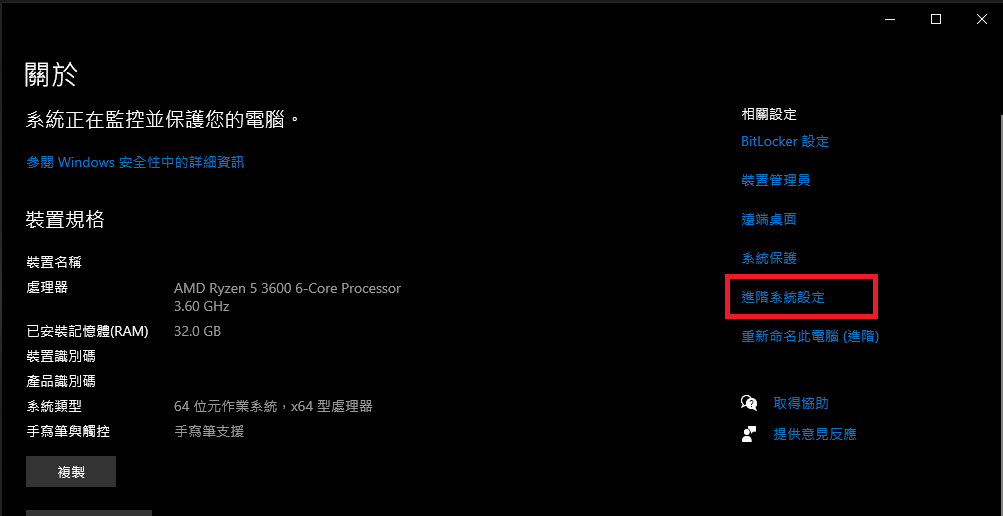 關於
系統正在監控並保護您的電腦。
參閱 Windows 安全性中的詳細資訊
裝置規格
裝置名稱
處理器 AMD Ryzen 5 3600 6-Core Processor
3.60 GHz
已安裝記憶體(RAM) 32.0 GB
裝置識別碼
產品識別碼
系統類型 64 位元作業系統，x64 型處理器
手寫筆與觸控 手寫筆支援
複製
相關設定
BitLocker 設定
裝置管理員
遠端桌面
系統保護
進階系統設定
重新命名此電腦 (進階)
取得協助
提供意見反應